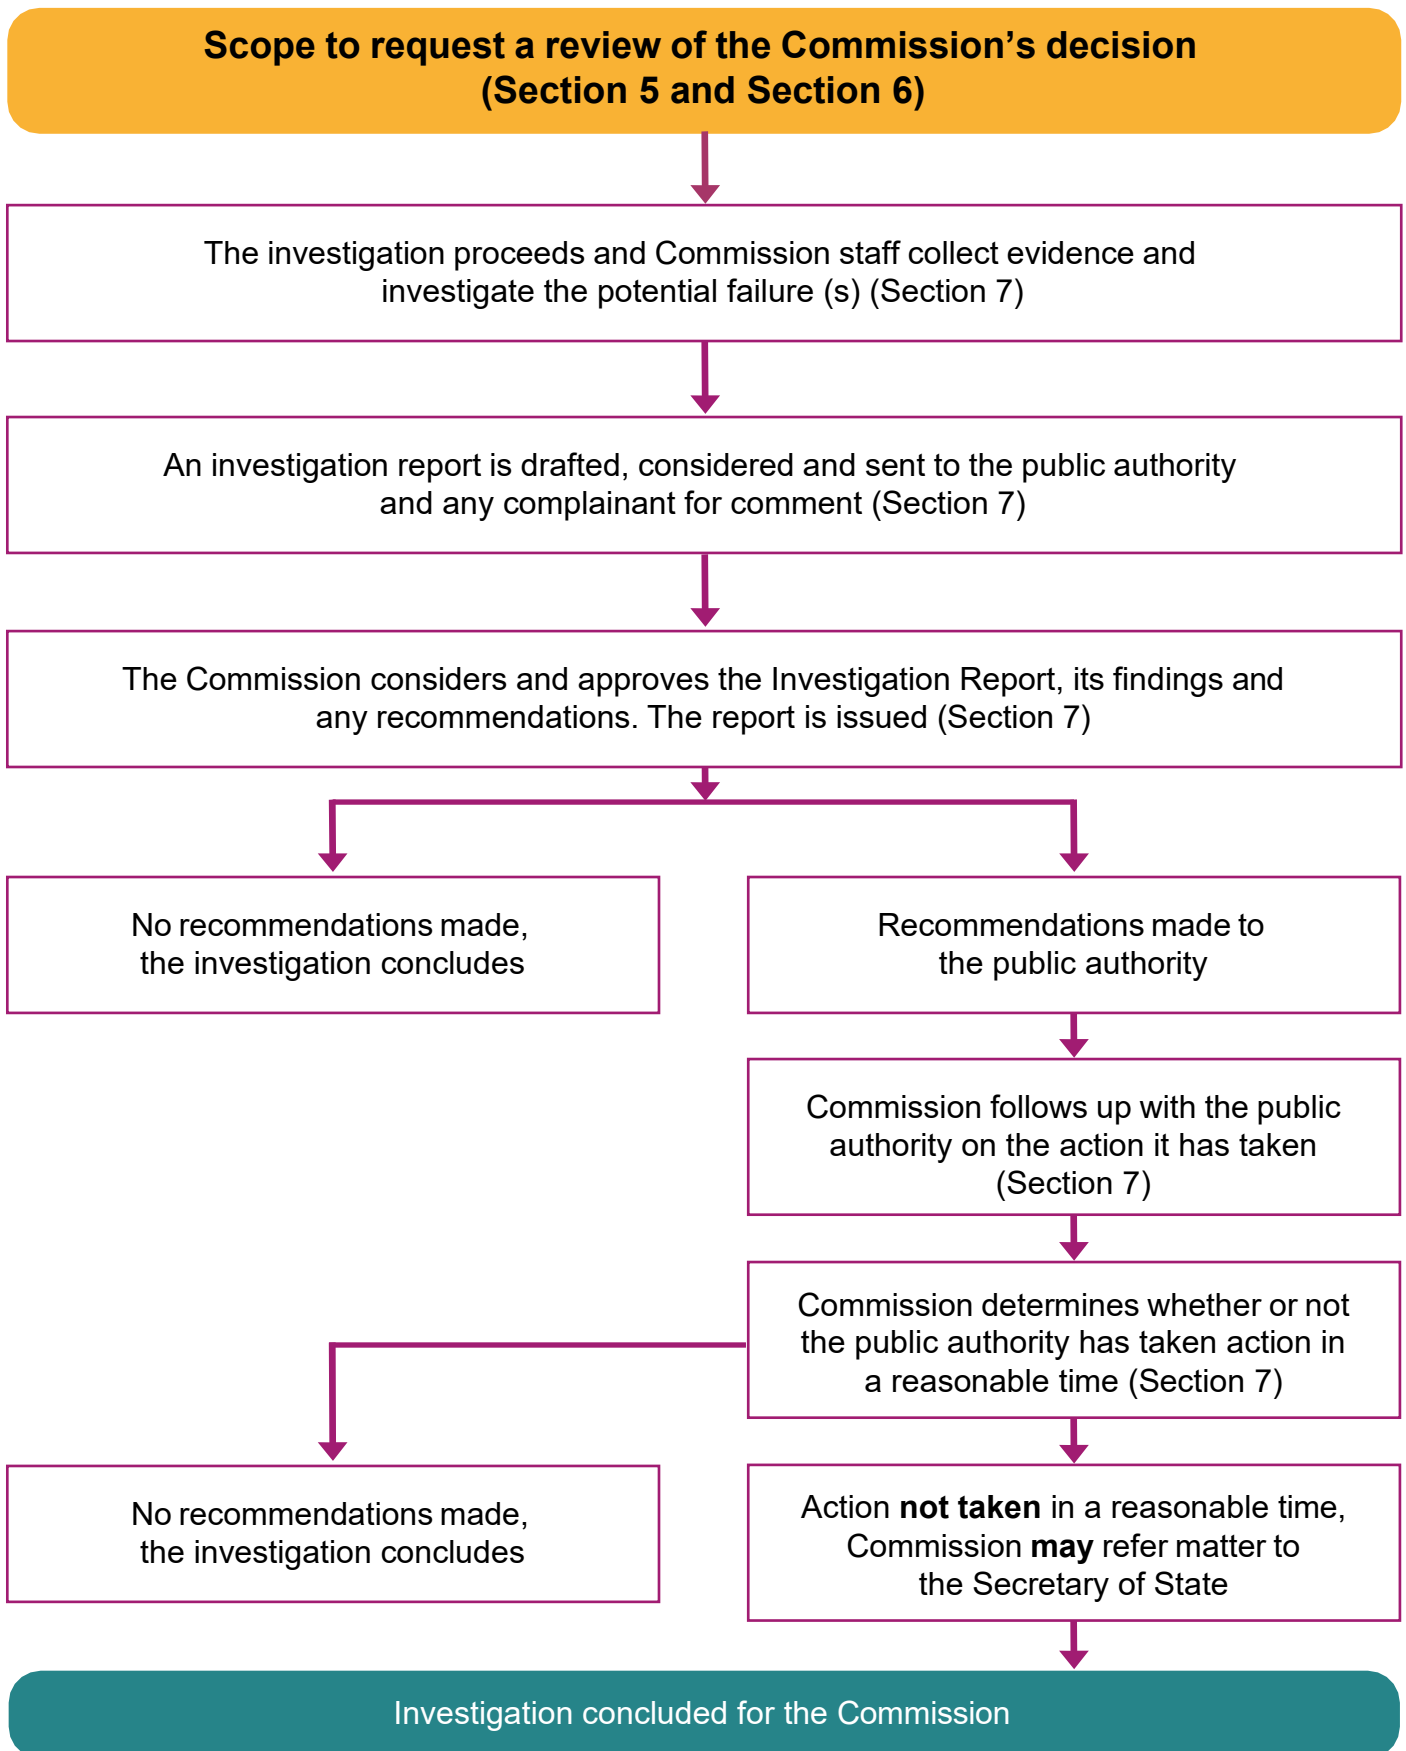 Scope to request a review of the Commission’s decision
(Section 5 and Section 6)
The investigation proceeds and Commission staff collect evidence and
investigate the potential failure (s) (Section 7)
An investigation report is drafted, considered and sent to the public authority
and any complainant for comment (Section 7)
The Commission considers and approves the Investigation Report, its findings and
any recommendations. The report is issued (Section 7)
No recommendations made,
the investigation concludes
Recommendations made to
the public authority
Commission follows up with the public
authority on the action it has taken
(Section 7)
Commission determines whether or not
the public authority has taken action in
a reasonable time (Section 7)
No recommendations made,
the investigation concludes
Action not taken in a reasonable time,
Commission may refer matter to
the Secretary of State
Investigation concluded for the Commission